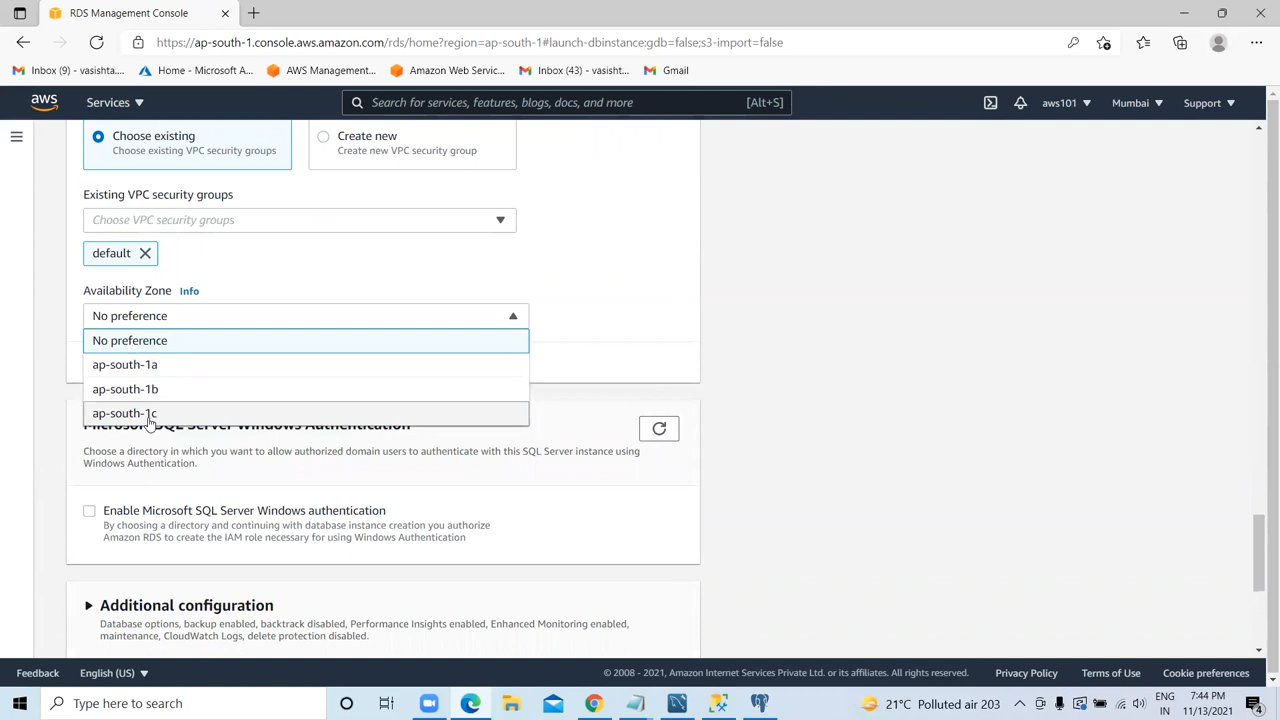 RDS Management Console
https://ap-south-1.console.aws.amazon.com/rds/home?region=ap-south-1#launch-dbinstance:gdb=false;s3-import=false
Inbox (9) - vasishta....
Home - Microsoft A...
AWS Management...
Amazon Web Servic...
Inbox (43) - vasisht...
Gmail
aws
Services
Search for services, features, blogs, docs, and more
[Alt+S]
aws101
Mumbai
Support
Choose existing
Choose existing VPC security groups
Create new
Create new VPC security group
Existing VPC security groups
Choose VPC security groups
default
Availability Zone Info
No preference
No preference
ap-south-1a
ap-south-1b
ap-south-1c
Microsoft SQL Server Windows Authentication
Choose a directory in which you want to allow authorized domain users to authenticate with this SQL Server instance using
Windows Authentication.
Enable Microsoft SQL Server Windows authentication
By choosing a directory and continuing with database instance creation you authorize
Amazon RDS to create the IAM role necessary for using Windows Authentication
Additional configuration
Database options, backup enabled, backtrack disabled, Performance Insights enabled, Enhanced Monitoring enabled,
maintenance, CloudWatch Logs, delete protection disabled.
Feedback
English (US)
© 2008 - 2021, Amazon Internet Services Private Ltd. or its affiliates. All rights reserved.
Privacy Policy
Terms of Use
Cookie preferences
Type here to search
21°C Polluted air 203
ENG
IN
7:44 PM
11/13/2021
4